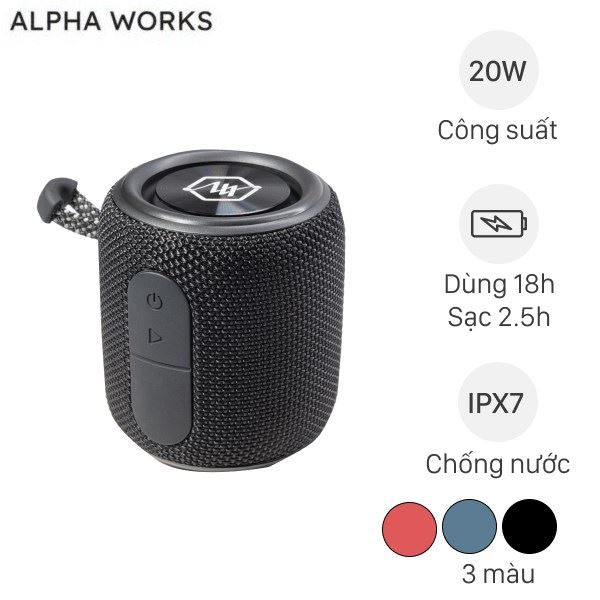 ALPHA WORKS
20W
Công suất
Dùng 18h
Sạc 2.5h
IPX7
Chống nước
3 màu